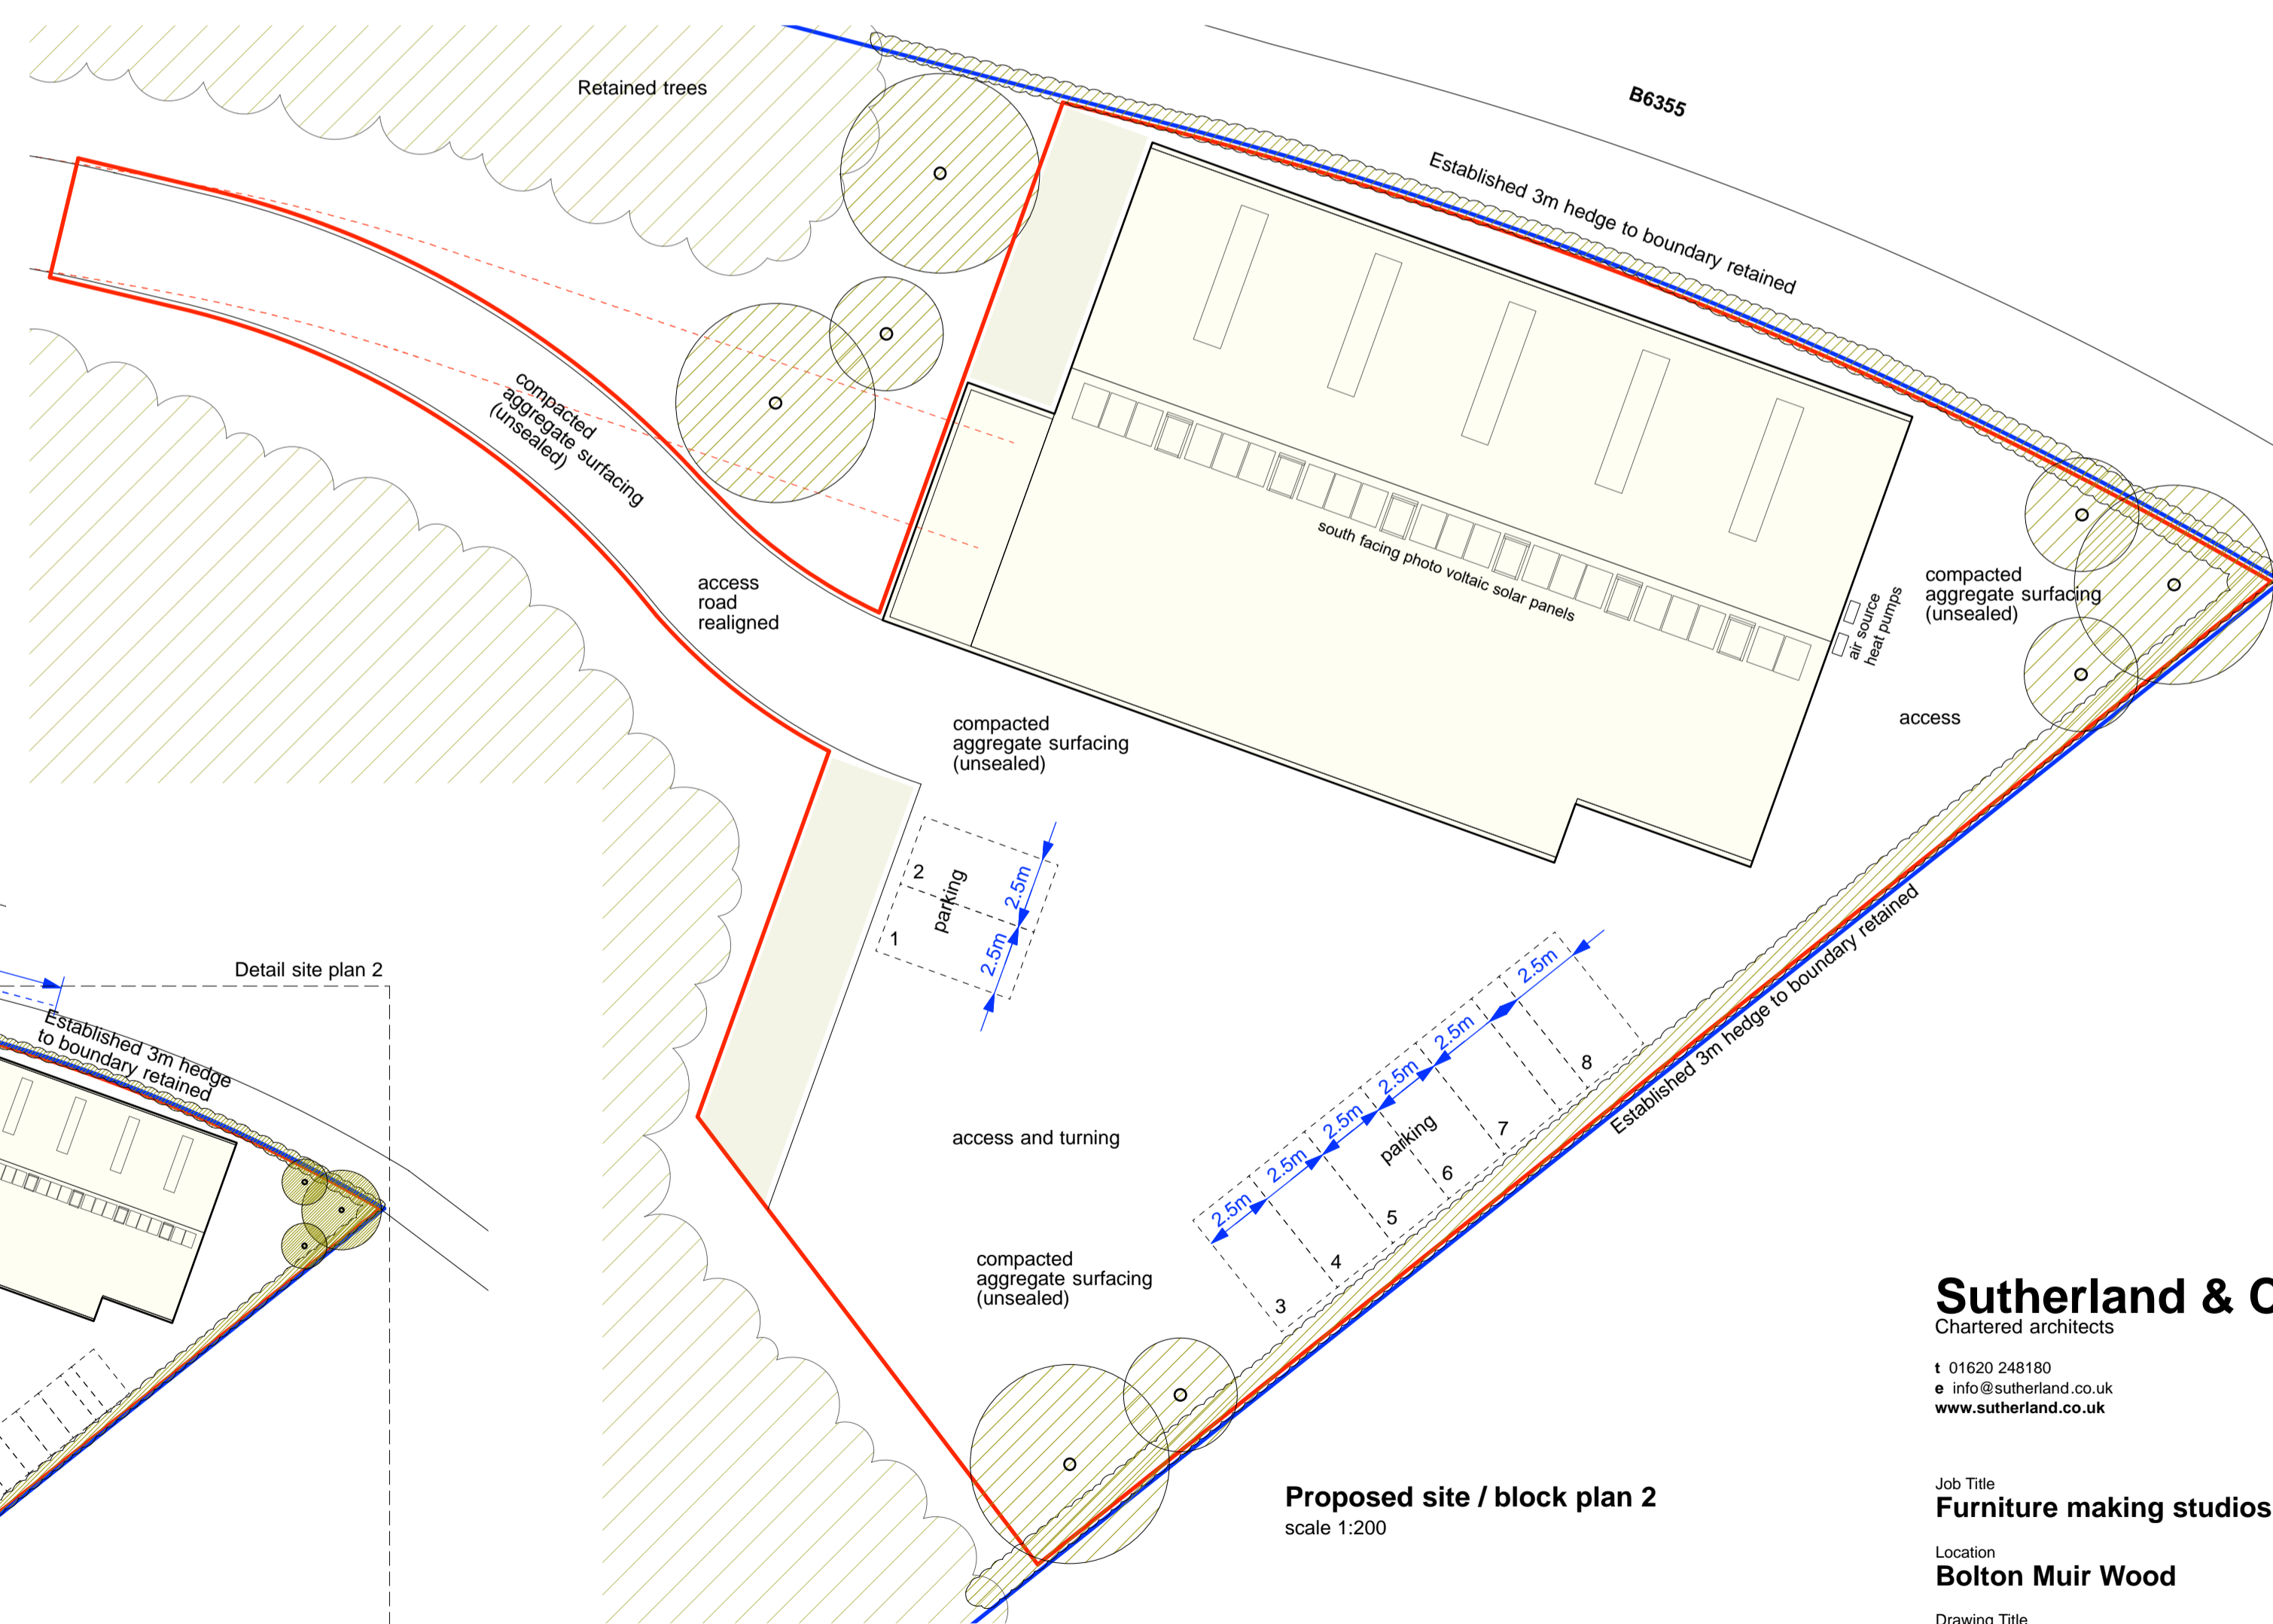 Retained trees
B6355
Established 3m hedge to boundary retained
compacted
aggregate surfacing
(unsealed)
south facing photo voltaic solar panels
air source
heat pumps
compacted
aggregate surfacing
(unsealed)
access
road
realigned
access
compacted
aggregate surfacing
(unsealed)
2
parking
2.5m
1
2.5m
Established 3m hedge to boundary retained
Detail site plan 2
Established 3m hedge
to boundary retained
2.5m
2.5m
2.5m
2.5m
2.5m
2.5m
parking
8
7
6
5
4
3
access and turning
compacted
aggregate surfacing
(unsealed)
Proposed site / block plan 2
scale 1:200
Sutherland & C
Chartered architects
t 01620 248180
e info@sutherland.co.uk
www.sutherland.co.uk
Job Title
Furniture making studios
Location
Bolton Muir Wood
Drawing Title